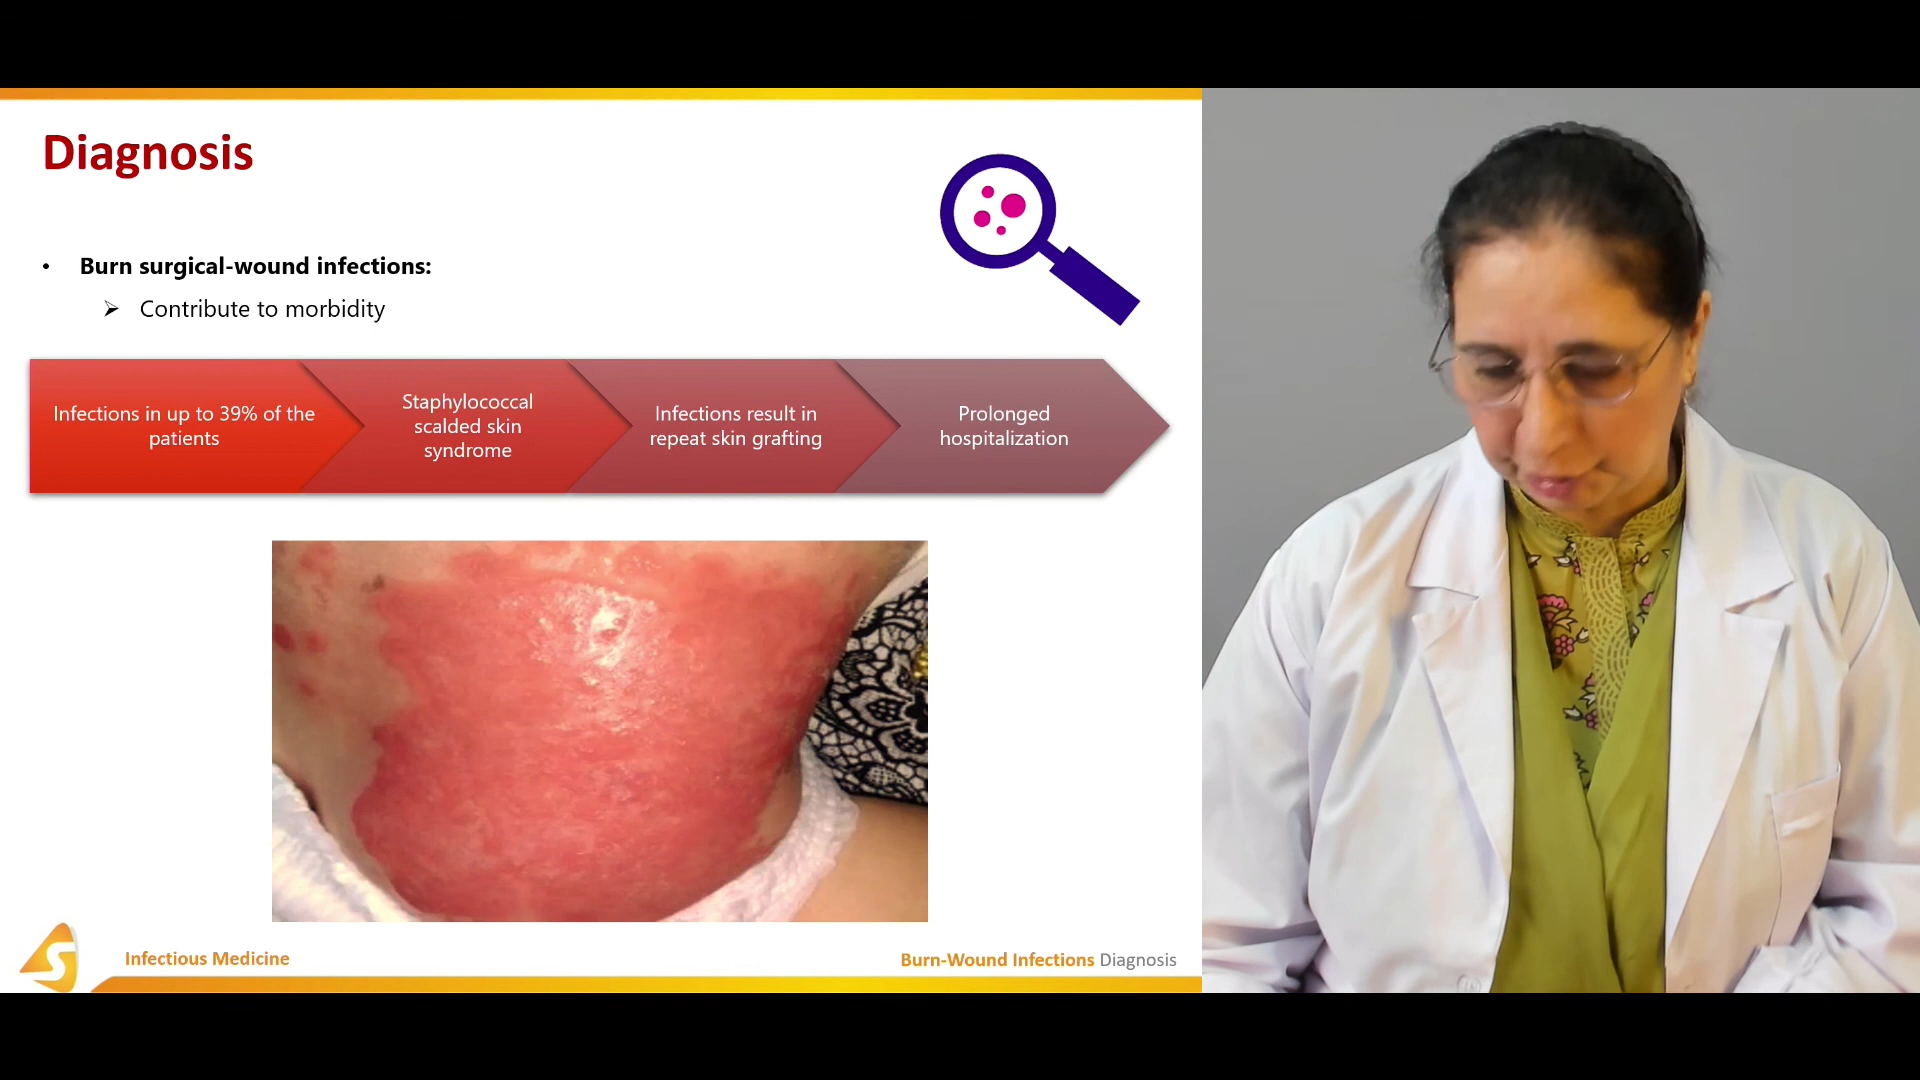 Diagnosis
• Burn surgical-wound infections:
➢ Contribute to morbidity
Infections in up to 39% of the
patients
Staphylococcal
scalded skin
syndrome
Infections result in
repeat skin grafting
Prolonged
hospitalization
S
Infectious Medicine
Burn-Wound Infections Diagnosis